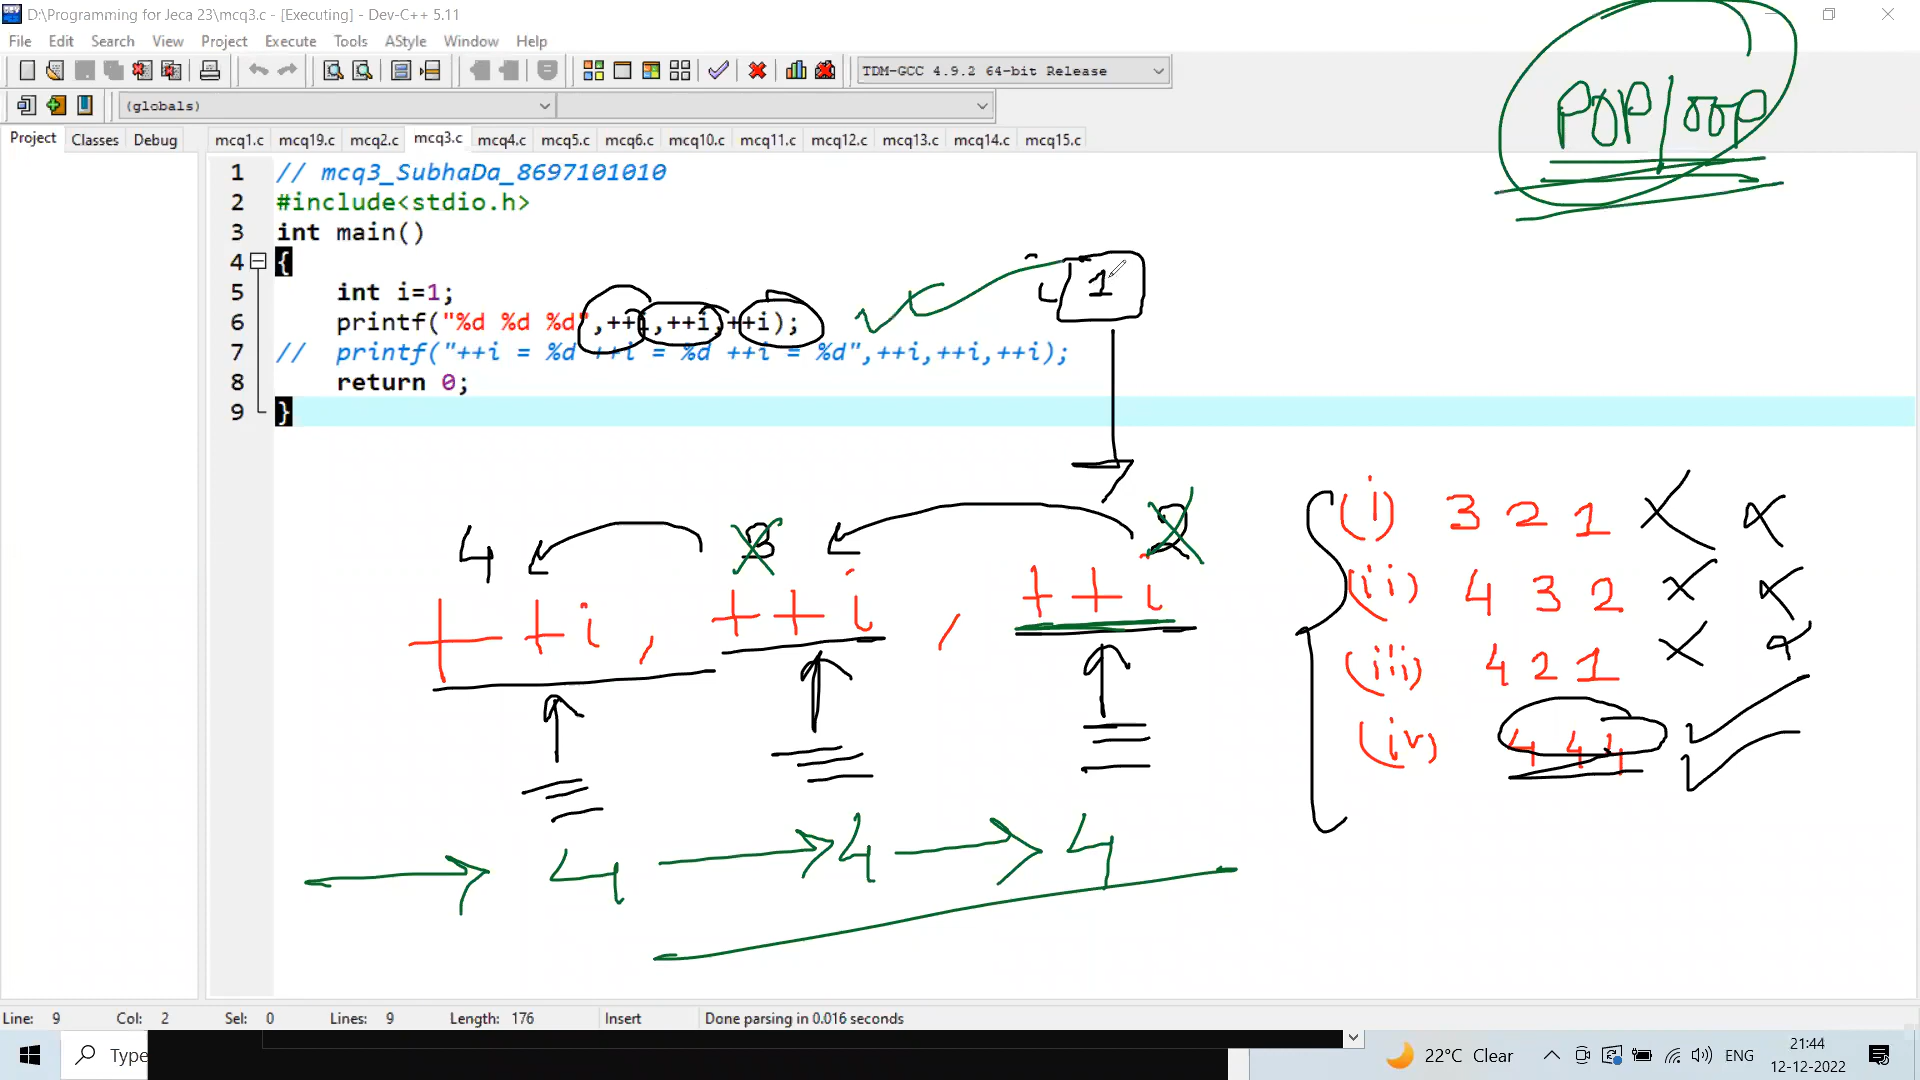 D:\Programming for Jeca 23\mcq3.c - [Executing] - Dev-C++ 5.11
File Edit Search View Project Execute Tools AStyle Window Help
TDM-GCC 4.9.2 64-bit Release
(globals)
POP/OOP
Project Classes Debug mcq1.c mcq19.c mcq2.c mcq3.c mcq4.c mcq5.c mcq6.c mcq10.c mcq11.c mcq12.c mcq13.c mcq14.c mcq15.c
1 // mcq3_SubhaDa_8697101010
2 #include<stdio.h>
3 int main()
4 {
5 int i=1;
i 1
6 printf("%d %d %d",++i,++i,++i);
7 // printf("++i = %d ++i = %d ++i = %d",++i,++i,++i);
8 return 0;
9 }
4 3 2
++i, ++i, ++i
(i) 3 2 1
(ii) 4 3 2
(iii) 4 2 1
(iv) 4 4 4
4 4 4
Line: 9 Col: 2 Sel: 0 Lines: 9 Length: 176 Insert Done parsing in 0.016 seconds
Type
22°C Clear
ENG
21:44
12-12-2022